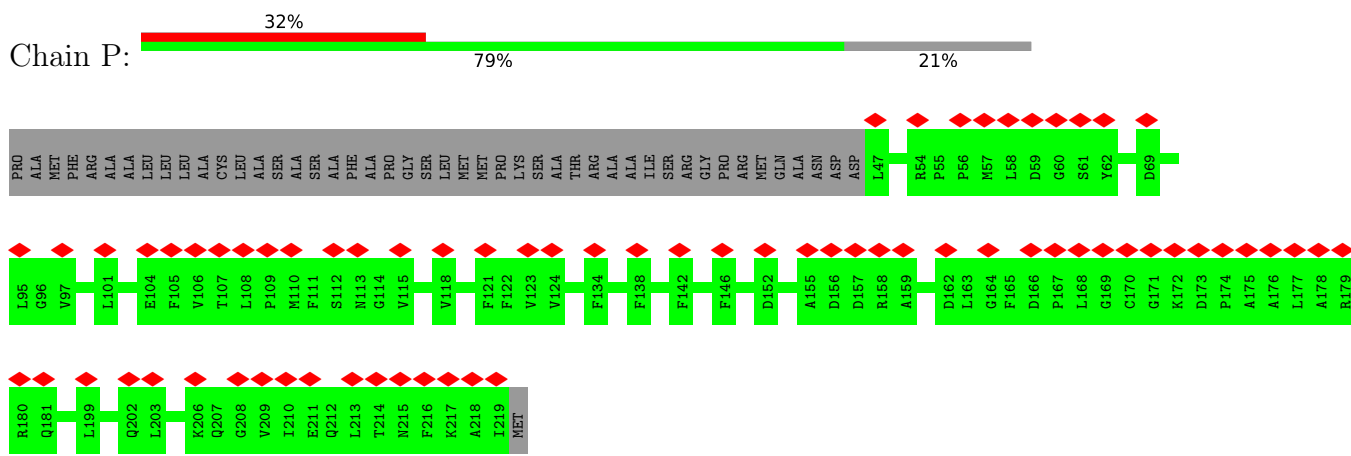 32%
Chain P:
79% 21%
PRO ALA MET PHE ARG ALA ALA LEU LEU LEU ALA CYS LEU ALA SER ALA SER ALA PHE ALA PRO GLY SER LEU MET MET PRO LYS SER ALA THR ARG ALA ALA ILE SER ARG GLY PRO ARG MET GLN ALA ASN ASP ASP L47 R54 P55 P56 M57 L58 D59 G60 S61 Y62 D69
L95 G96 V97 L101 E104 F105 V106 T107 L108 P109 M110 F111 S112 N113 G114 V115 V118 F121 F122 V123 V124 F134 F138 F142 F146 D152 A155 D156 D157 R158 A159 D162 L163 G164 F165 D166 P167 L168 G169 C170 G171 K172 D173 P174 A175 A176 L177 A178 R179
R180 Q181 L199 Q202 L203 K206 Q207 G208 V209 I210 E211 Q212 L213 T214 N215 F216 K217 A218 I219 MET